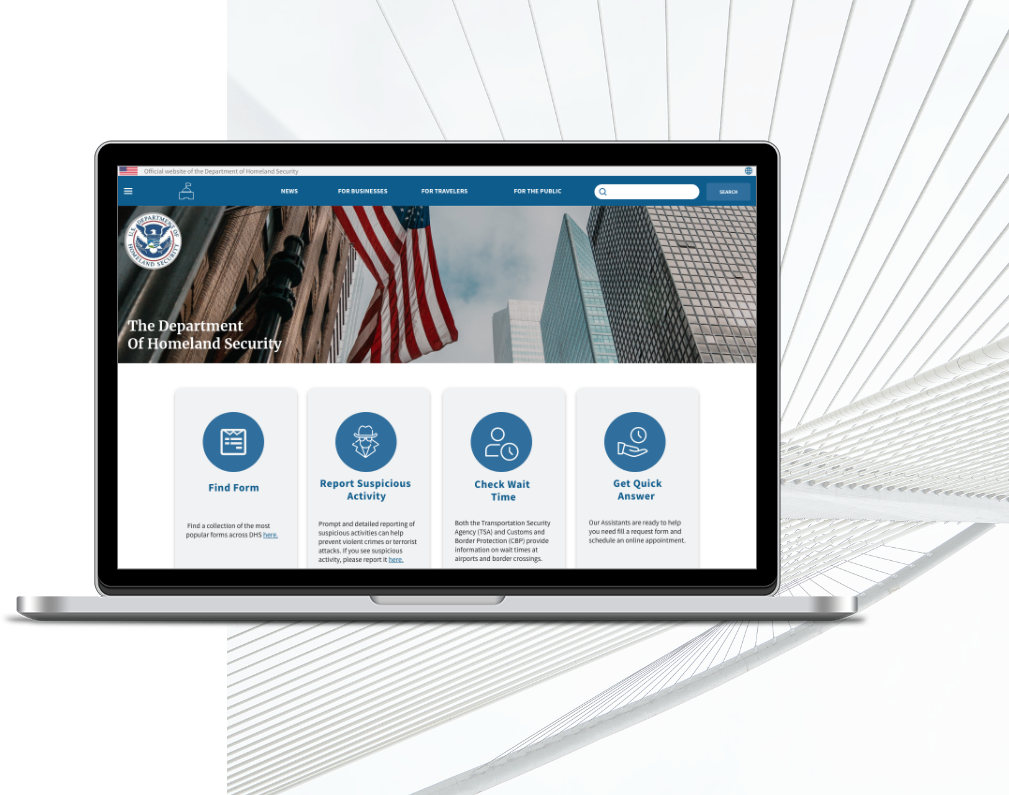 Official website of the Department of Homeland Security
NEWS
FOR BUSINESSES
FOR TRAVELERS
FOR THE PUBLIC
SEARCH
U.S. DEPARTMENT OF
HOMELAND SECURITY
The Department
Of Homeland Security
Find Form
Find a collection of the most
popular forms across DHS here.
Report Suspicious
Activity
Prompt and detailed reporting of
suspicious activities can help
prevent violent crimes or terrorist
attacks. If you see suspicious
activity, please report it here.
Check Wait
Time
Both the Transportation Security
Agency (TSA) and Customs and
Border Protection (CBP) provide
information on wait times at
airports and border crossings.
Get Quick
Answer
Our Assistants are ready to help
you need fill a request form and
schedule an online appointment.